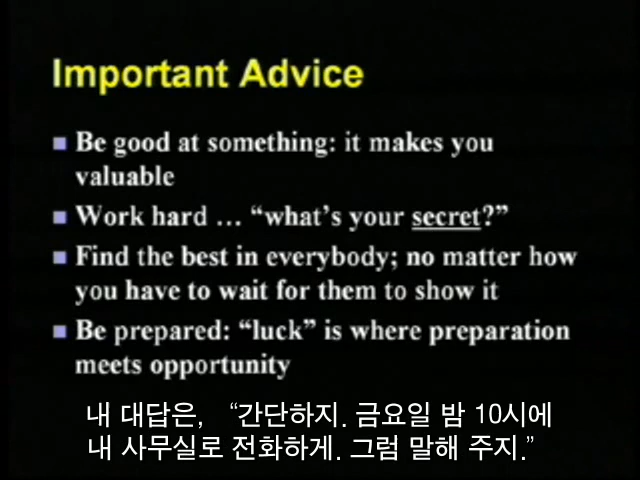 Important Advice
Be good at something: it makes you
valuable
Work hard … “what’s your secret?”
Find the best in everybody; no matter how
you have to wait for them to show it
Be prepared: “luck” is where preparation
meets opportunity
내 대답은, “간단하지. 금요일 밤 10시에
내 사무실로 전화하게. 그럼 말해 주지.”